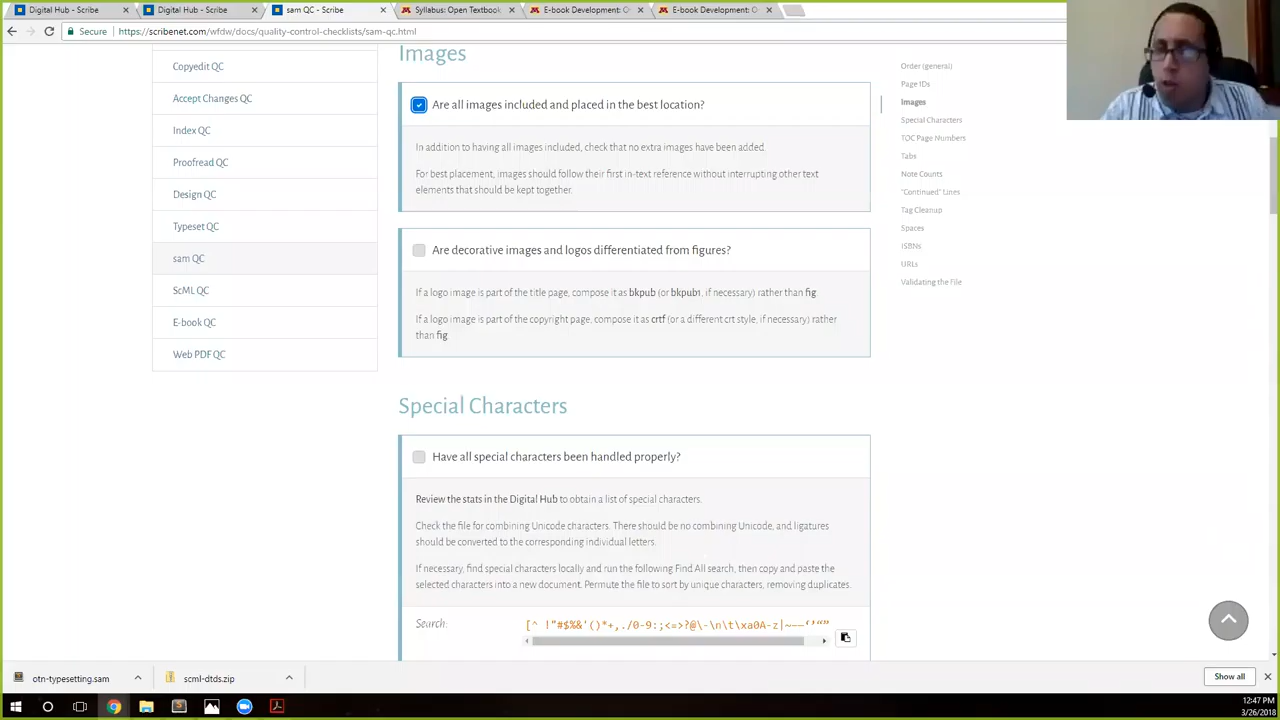 Digital Hub - Scribe
Digital Hub - Scribe
sam QC - Scribe
Syllabus: Open Textbook
E-book Development: O
E-book Development: O
Secure
https://scribenet.com/wfdw/docs/quality-control-checklists/sam-qc.html
Copyedit QC
Accept Changes QC
Index QC
Proofread QC
Design QC
Typeset QC
sam QC
ScML QC
E-book QC
Web PDF QC
Images
Are all images included and placed in the best location?
In addition to having all images included, check that no extra images have been added.
For best placement, images should follow their first in-text reference without interrupting other text
elements that should be kept together.
Are decorative images and logos differentiated from figures?
If a logo image is part of the title page, compose it as bkpub (or bkpub1, if necessary) rather than fig.
If a logo image is part of the copyright page, compose it as crtf (or a different crt style, if necessary) rather
than fig.
Special Characters
Have all special characters been handled properly?
Review the stats in the Digital Hub to obtain a list of special characters.
Check the file for combining Unicode characters. There should be no combining Unicode, and ligatures
should be converted to the corresponding individual letters.
If necessary, find special characters locally and run the following Find All search, then copy and paste the
selected characters into a new document. Permute the file to sort by unique characters, removing duplicates.
Search:
[^ !"#$%&'()*+,./0-9:;<=>?@\-\n\t\xa0A-z|~—–‘’“”
Order (general)
Page IDs
Images
Special Characters
TOC Page Numbers
Tabs
Note Counts
"Continued" Lines
Tag Cleanup
Spaces
ISBNs
URLs
Validating the File
otn-typesetting.sam
scml-dtds.zip
Show all
12:47 PM
3/26/2018